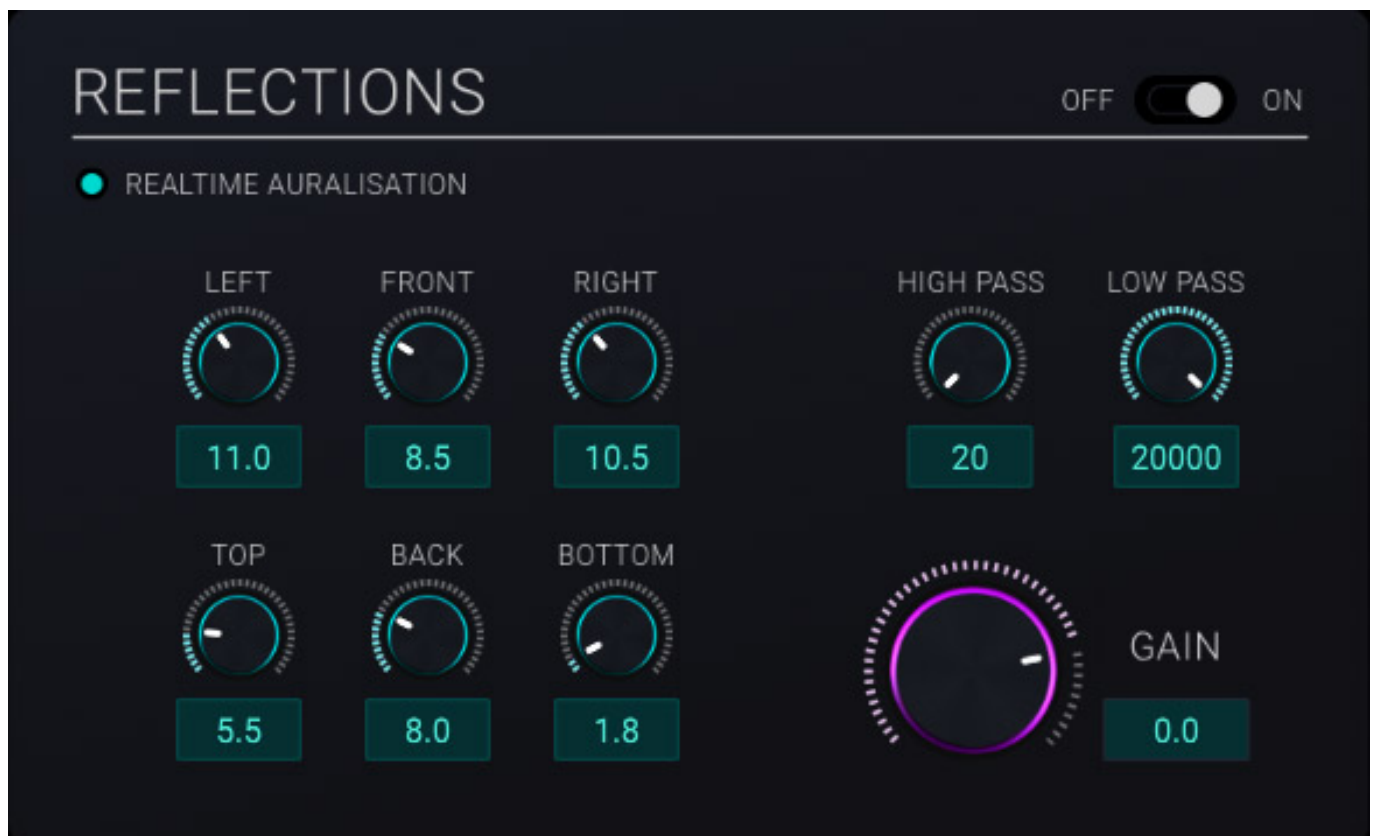 REFLECTIONS
OFF ON
REALTIME AURALISATION
LEFT FRONT RIGHT HIGH PASS LOW PASS
11.0 8.5 10.5 20 20000
TOP BACK BOTTOM
GAIN
5.5 8.0 1.8 0.0